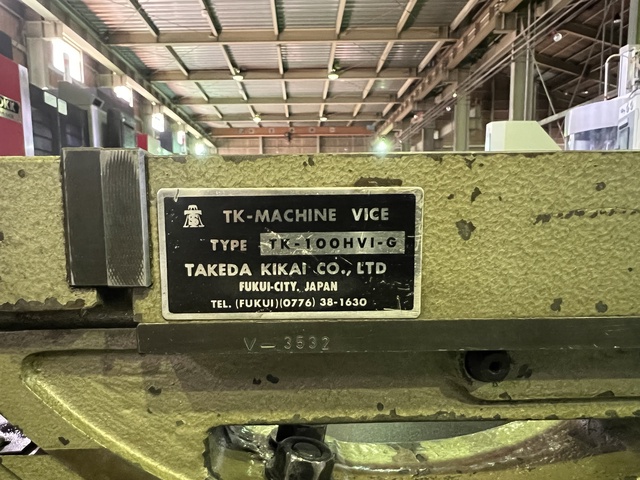 TK-MACHINE VICE
TYPE TK-100HVI-G
TAKEDA KIKAI CO., LTD
FUKUI-CITY. JAPAN
TEL. (FUKUI)(0776) 38-1630
V-3532